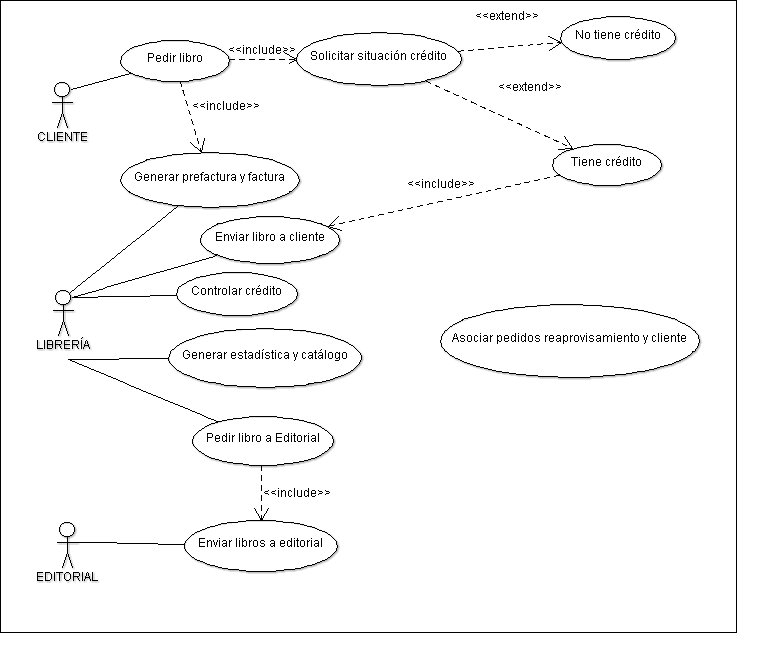 <<extend>>
No tiene crédito
Pedir libro
<<include>>
Solicitar situación crédito
<<extend>>
<<include>>
CLIENTE
Tiene crédito
Generar prefactura y factura
<<include>>
Enviar libro a cliente
Controlar crédito
LIBRERÍA
Asociar pedidos reaprovisamiento y cliente
Generar estadística y catálogo
Pedir libro a Editorial
<<include>>
Enviar libros a editorial
EDITORIAL